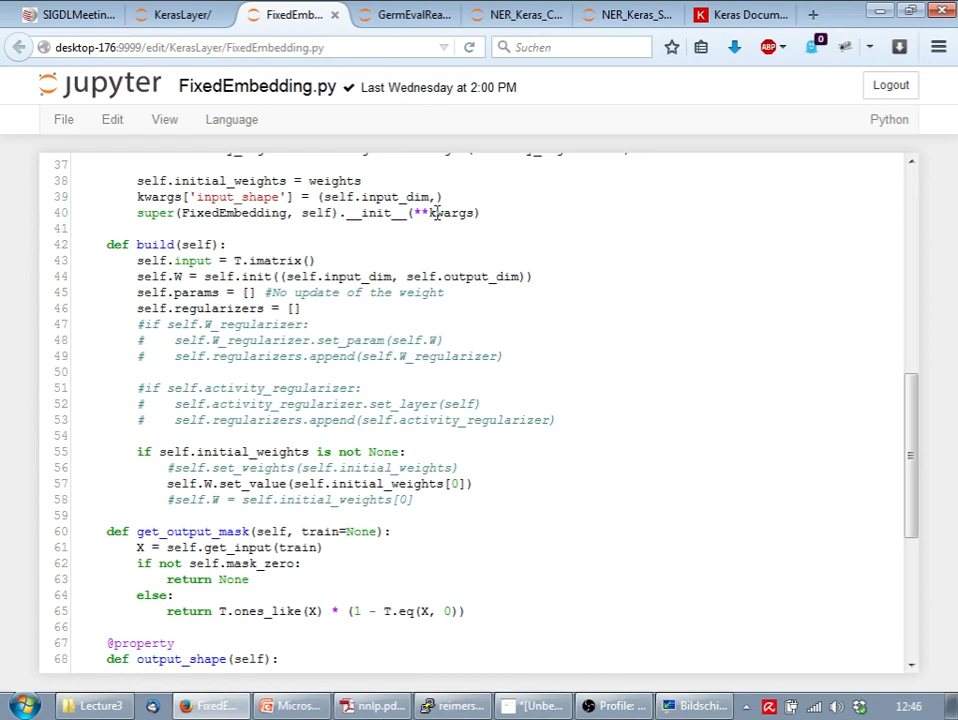 SIGDLMeetin...
KerasLayer/
FixedEmb...
GermEvalRea...
NER_Keras_C...
NER_Keras_S...
Keras Docum...
desktop-176:9999/edit/KerasLayer/FixedEmbedding.py
Suchen
ABP
0
jupyter FixedEmbedding.py Last Wednesday at 2:00 PM
Logout
File Edit View Language
Python
37
38 self.initial_weights = weights
39 kwargs['input_shape'] = (self.input_dim,)
40 super(FixedEmbedding, self).__init__(**kwargs)
41
42 def build(self):
43 self.input = T.imatrix()
44 self.W = self.init((self.input_dim, self.output_dim))
45 self.params = [] #No update of the weight
46 self.regularizers = []
47 #if self.W_regularizer:
48 #    self.W_regularizer.set_param(self.W)
49 #    self.regularizers.append(self.W_regularizer)
50
51 #if self.activity_regularizer:
52 #    self.activity_regularizer.set_layer(self)
53 #    self.regularizers.append(self.activity_regularizer)
54
55 if self.initial_weights is not None:
56 #self.set_weights(self.initial_weights)
57 self.W.set_value(self.initial_weights[0])
58 #self.W = self.initial_weights[0]
59
60 def get_output_mask(self, train=None):
61 X = self.get_input(train)
62 if not self.mask_zero:
63 return None
64 else:
65 return T.ones_like(X) * (1 - T.eq(X, 0))
66
67 @property
68 def output_shape(self):
Lecture3
FixedE...
Micros...
nnlp.pd...
reimers...
*[Unbe...
Profile: ...
Bildschi...
12:46